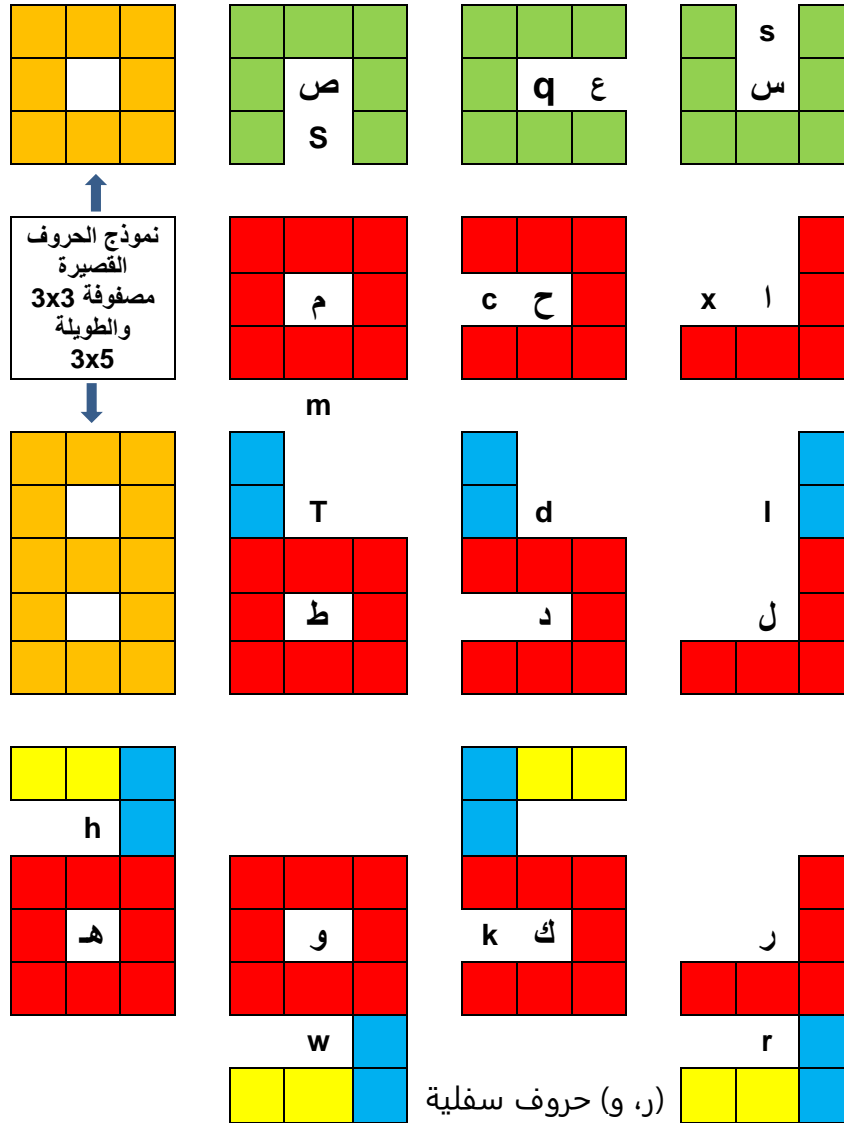 s
ص
q ع
س
S
نموذج الحروف
القصيرة
مصفوفة 3x3
والطويلة
3x5
م
c ح
x ا
m
T
d
l
ط
د
ل
h
هـ
و
k ك
ر
w
r
(ر، و) حروف سفلية